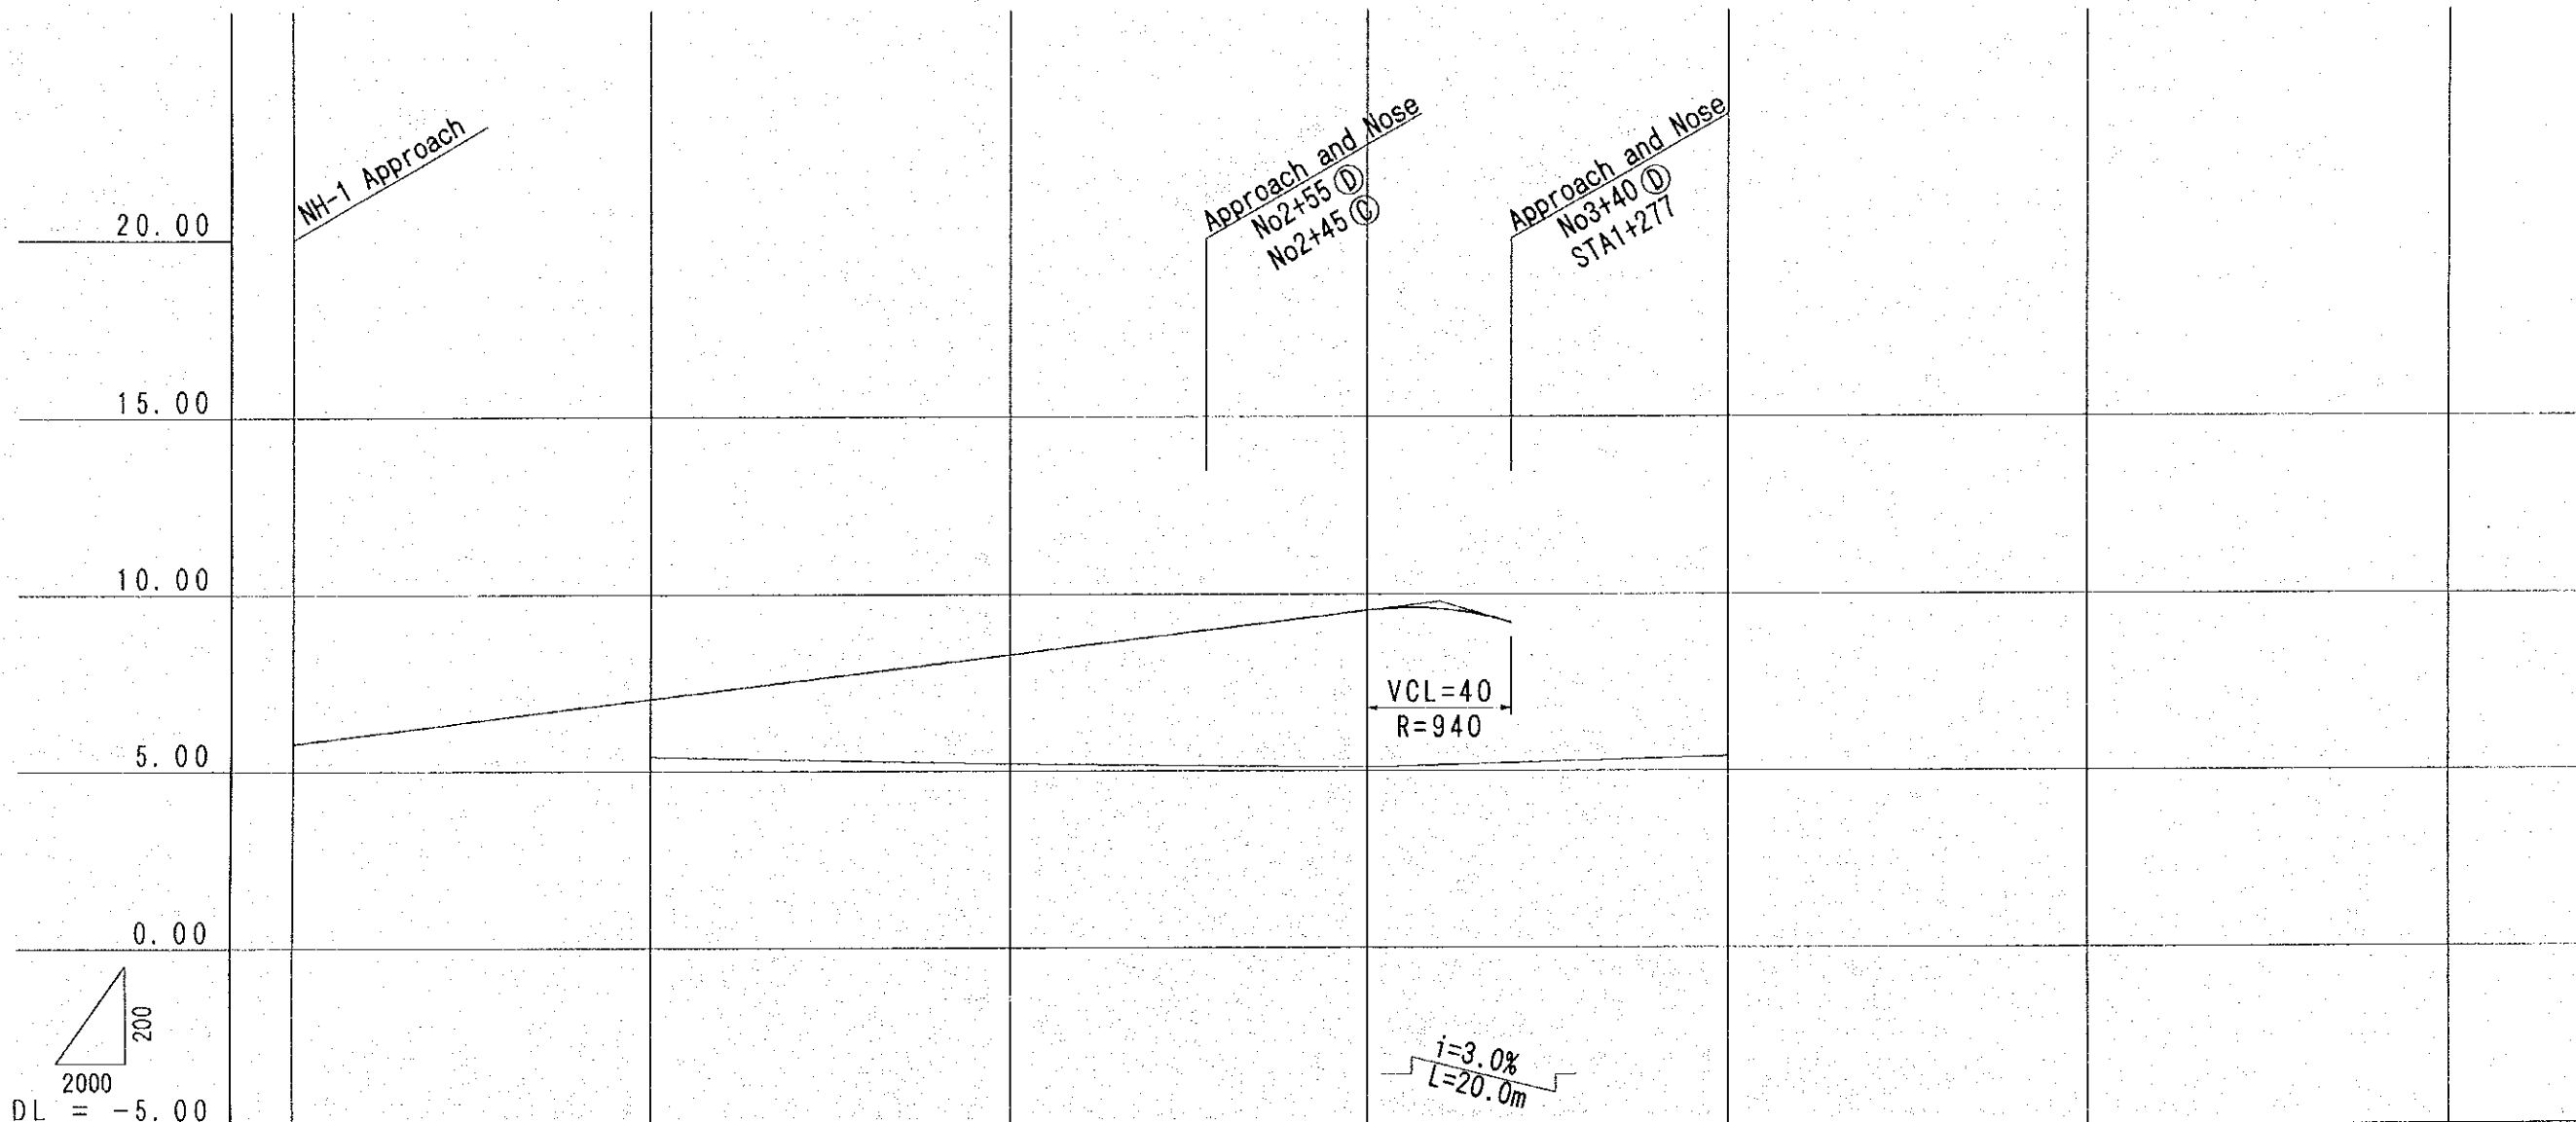 NH-1 Approach
Approach and Nose
No2+55 Ⓓ
No2+45 Ⓒ
Approach and Nose
No3+40 Ⓓ
STA1+277
20.00
15.00
10.00
5.00
0.00
VCL=40
R=940
200
2000
DL = -5.00
i=3.0%
L=20.0m